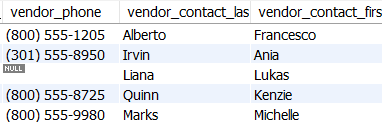 vendor_phone vendor_contact_las vendor_contact_firs
(800) 555-1205 Alberto Francesco
(301) 555-8950 Irvin Ania
NULL Liana Lukas
(800) 555-8725 Quinn Kenzie
(800) 555-9980 Marks Michelle